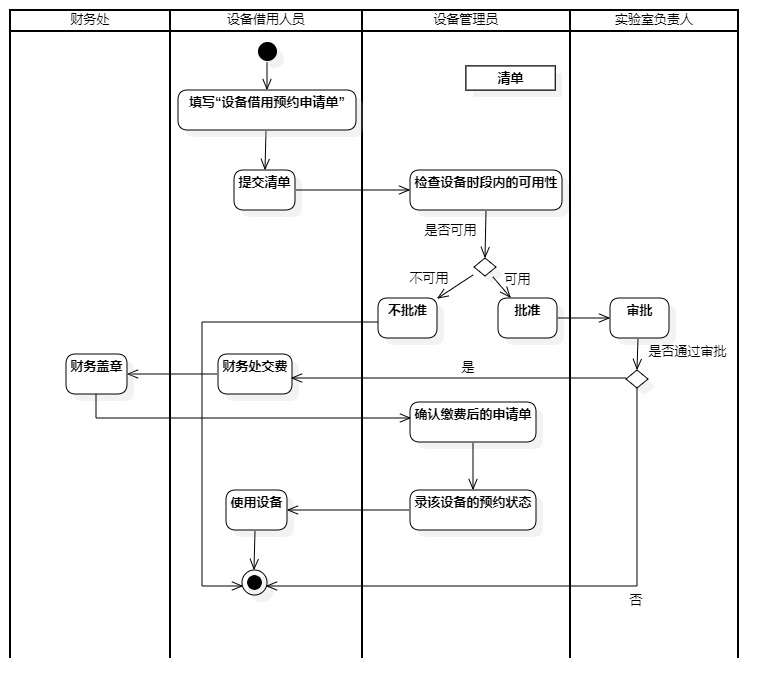 财务处
设备借用人员
设备管理员
实验室负责人
清单
填写“设备借用预约申请单”
提交清单
检查设备时段内的可用性
是否可用
不可用
可用
不批准
批准
审批
是否通过审批
财务盖章
财务处交费
是
确认缴费后的申请单
使用设备
录该设备的预约状态
否